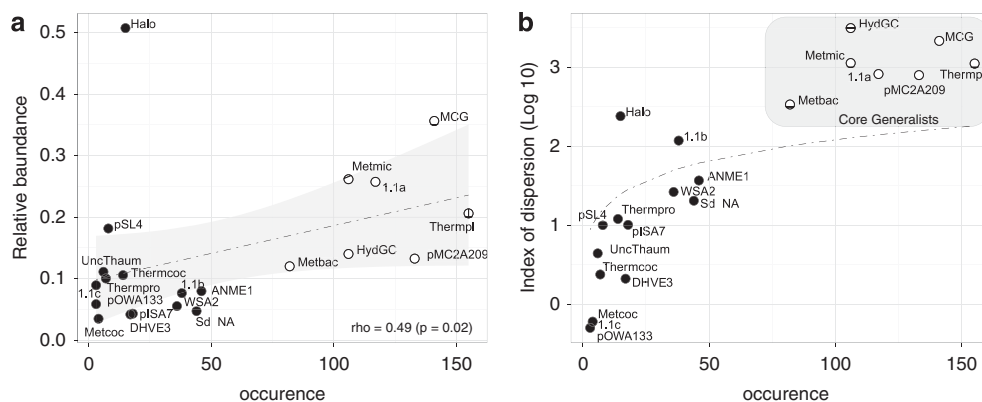 a
Relative baundance
0.5
0.4
0.3
0.2
0.1
0.0
Halo
MCG
Metmic
1.1a
Thermpl
pSL4
HydGC
pMC2A209
Metbac
UncThaum
Thermcoc
Thermpro
1.1c
pOWA133
1.1b
ANME1
WSA2
pISA7
Sd NA
DHVE3
Metcoc
rho = 0.49 (p = 0.02)
0
50
100
150
occurence
b
Index of dispersion (Log 10)
3
2
1
0
HydGC
MCG
Metmic
1.1a
Thermp
pMC2A209
Metbac
Core Generalists
Halo
1.1b
ANME1
WSA2
Sd NA
pSL4
Thermpro
pISA7
UncThaum
Thermcoc
DHVE3
Metcoc
1.1c
pOWA133
0
50
100
150
occurence